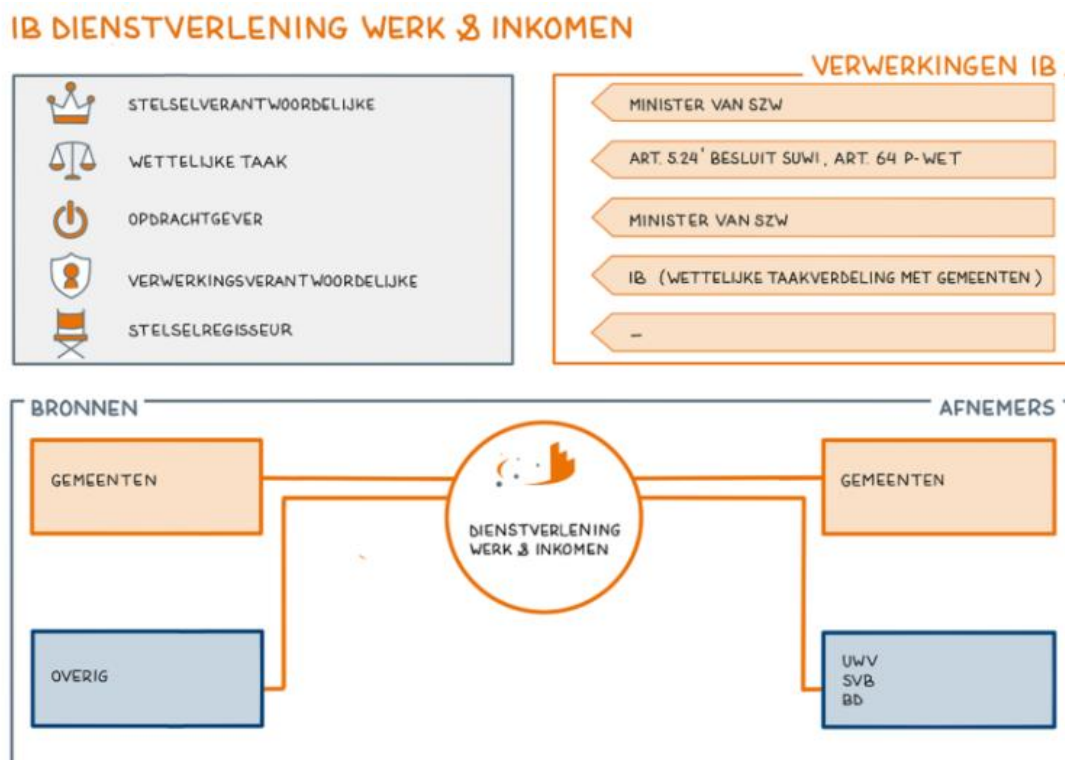 IB DIENSTVERLENING WERK & INKOMEN
VERWERKINGEN IB
STELSELVERANTWOORDELIJKE
MINISTER VAN SZW
WETTELIJKE TAAK
ART. 5.24' BESLUIT SUWI, ART. 64 P-WET
OPDRACHTGEVER
MINISTER VAN SZW
VERWERKINGSVERANTWOORDELIJKE
IB (WETTELIJKE TAAKVERDELING MET GEMEENTEN)
STELSELREGISSEUR
–
BRONNEN
AFNEMERS
GEMEENTEN
GEMEENTEN
DIENSTVERLENING
WERK & INKOMEN
OVERIG
UWV
SVB
BD